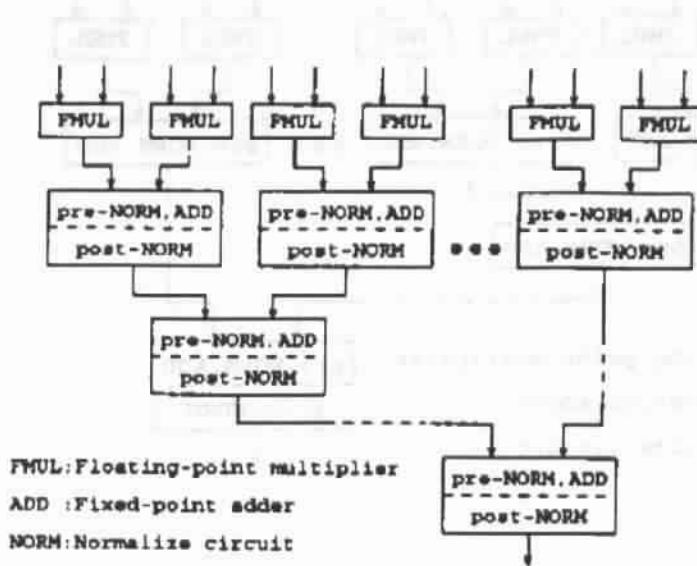 FMUL FMUL FMUL FMUL FMUL FMUL
pre-NORM,ADD pre-NORM,ADD pre-NORM,ADD
post-NORM post-NORM ••• post-NORM
pre-NORM,ADD
post-NORM
FMUL:Floating-point multiplier
pre-NORM,ADD
ADD :Fixed-point adder
post-NORM
NORM:Normalize circuit